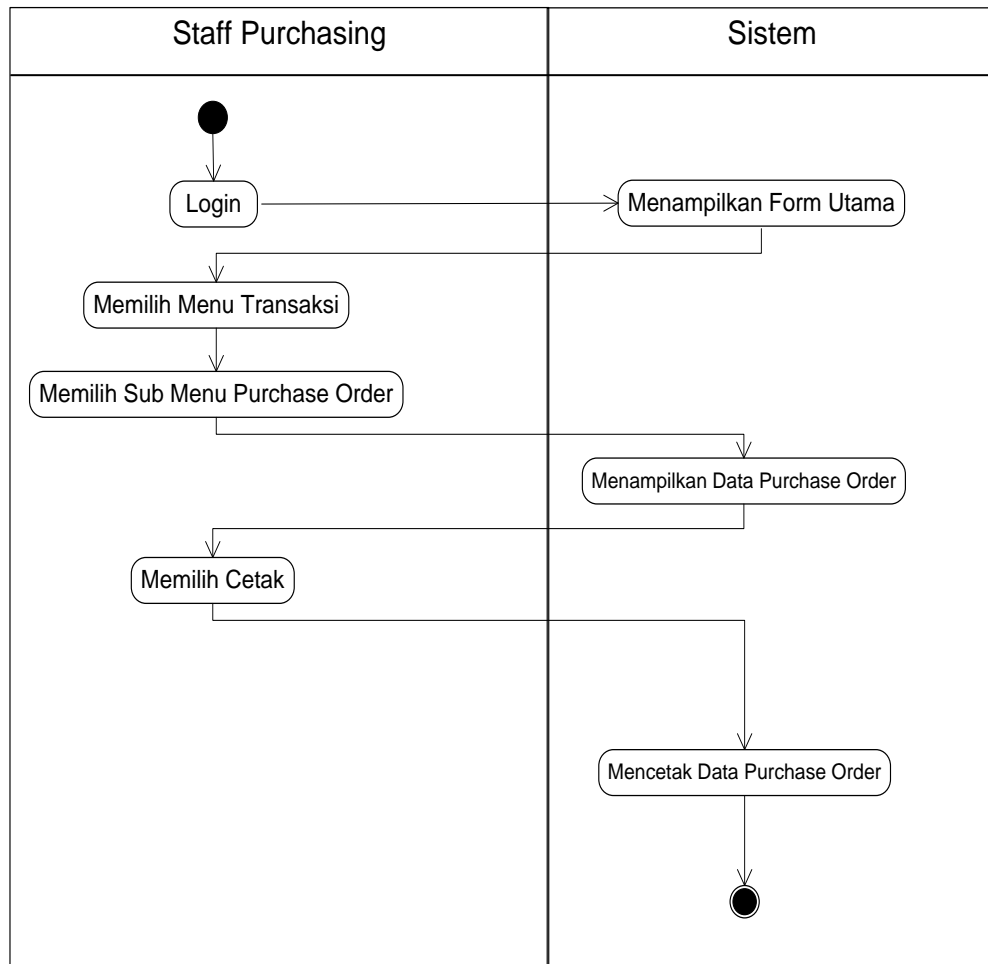 Staff Purchasing
Sistem
Login
Menampilkan Form Utama
Memilih Menu Transaksi
Memilih Sub Menu Purchase Order
Menampilkan Data Purchase Order
Memilih Cetak
Mencetak Data Purchase Order